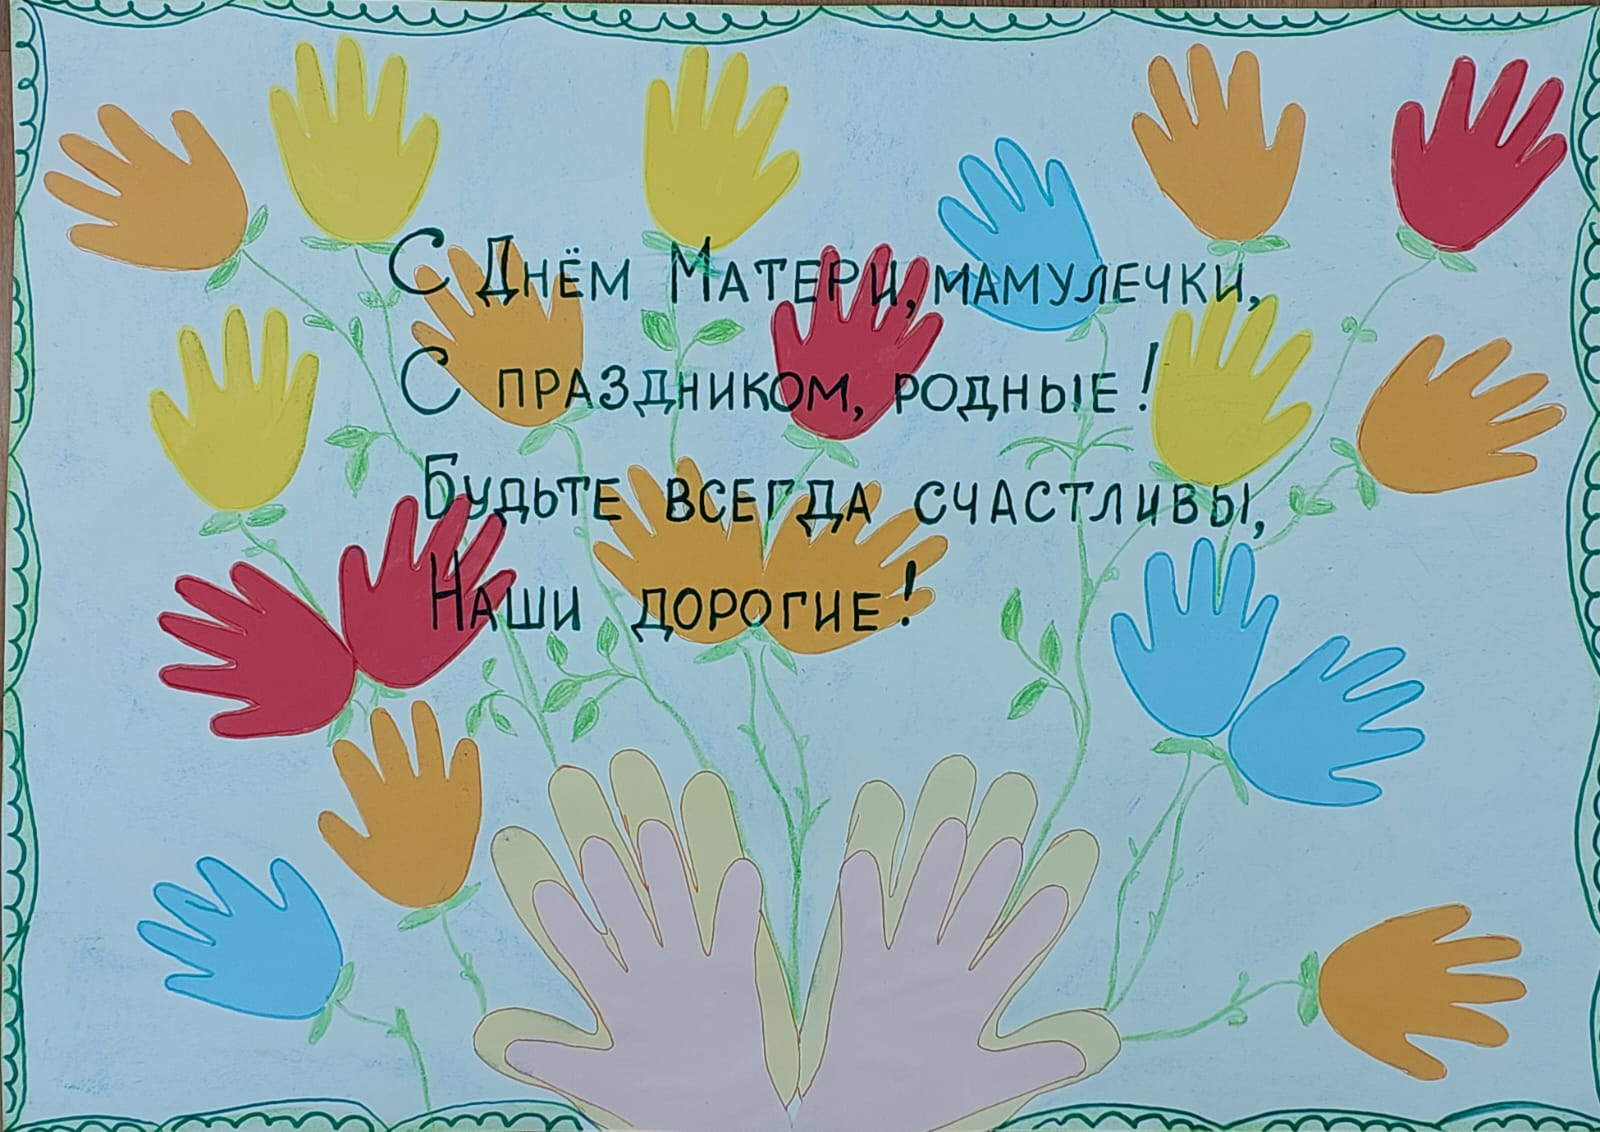 С Днём Матери, мамулечки,
С праздником, родные!
Будьте всегда счастливы,
Наши дорогие!